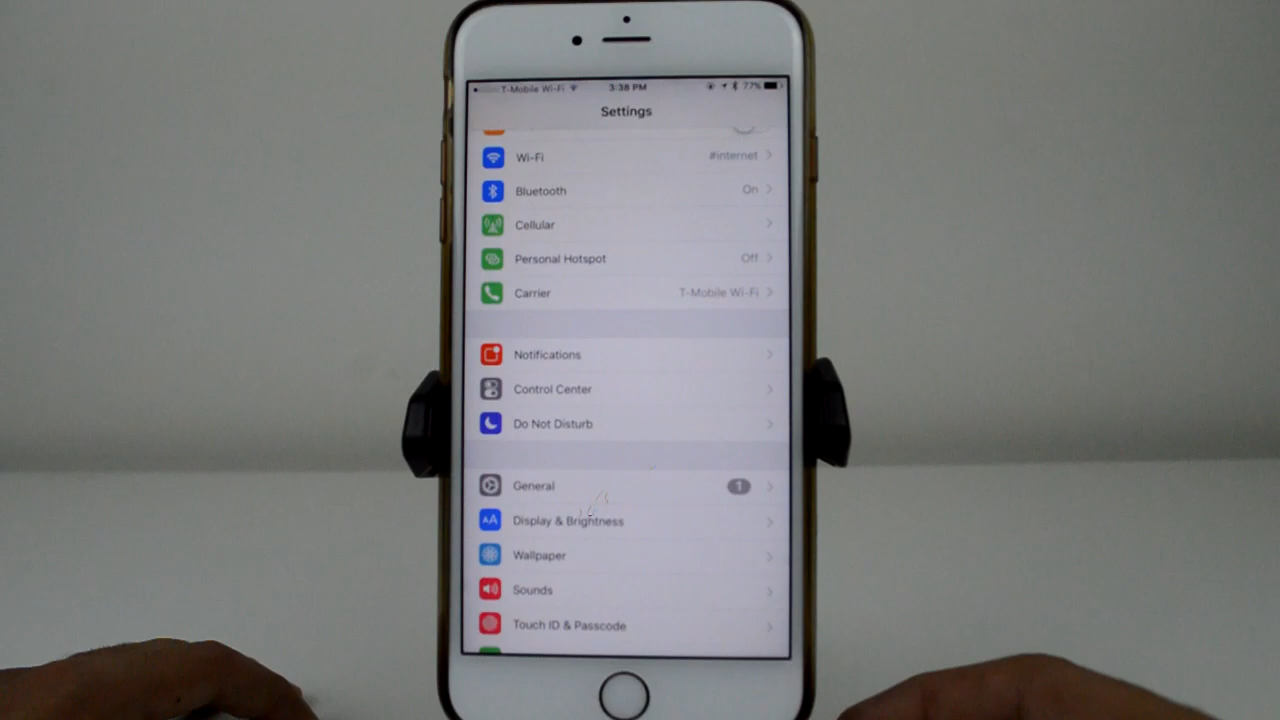 T-Mobile Wi-Fi 3:38 PM 77%
Settings
Wi-Fi #internet
Bluetooth On
Cellular
Personal Hotspot Off
Carrier T-Mobile Wi-Fi
Notifications
Control Center
Do Not Disturb
General 1
Display & Brightness
AA
Wallpaper
Sounds
Touch ID & Passcode